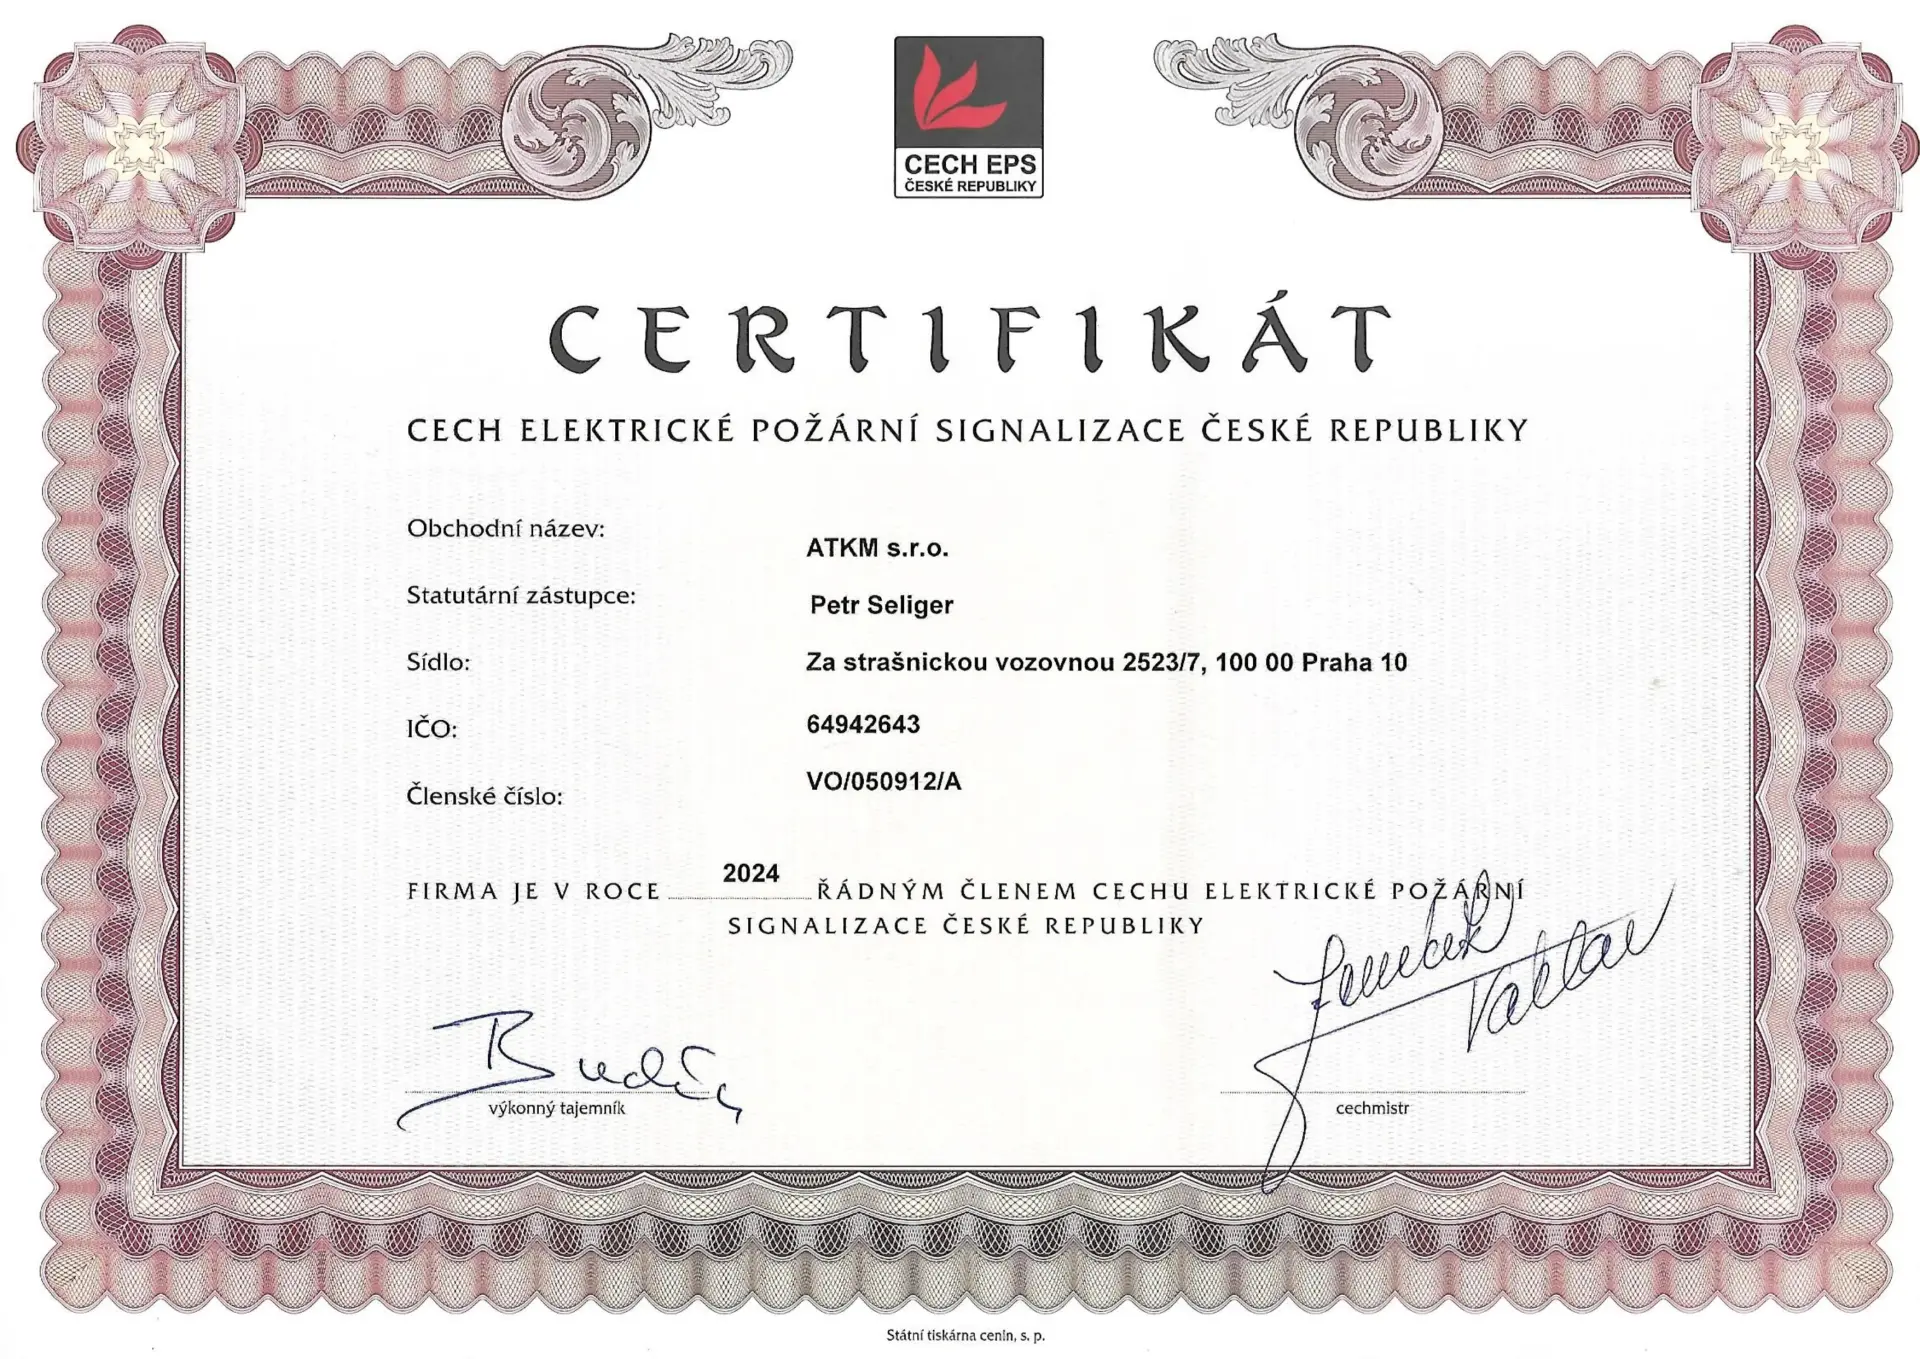 CECH EPS
ČESKÉ REPUBLIKY
CERTIFIKÁT
CECH ELEKTRICKÉ POŽÁRNÍ SIGNALIZACE ČESKÉ REPUBLIKY
Obchodní název: ATKM s.r.o.
Statutární zástupce: Petr Seliger
Sídlo: Za strašnickou vozovnou 2523/7, 100 00 Praha 10
IČO: 64942643
Členské číslo: VO/050912/A
FIRMA JE V ROCE 2024 ŘÁDNÝM ČLENEM CECHU ELEKTRICKÉ POŽÁRNÍ
SIGNALIZACE ČESKÉ REPUBLIKY
výkonný tajemník
cechmistr
Státní tiskárna cenin, s. p.